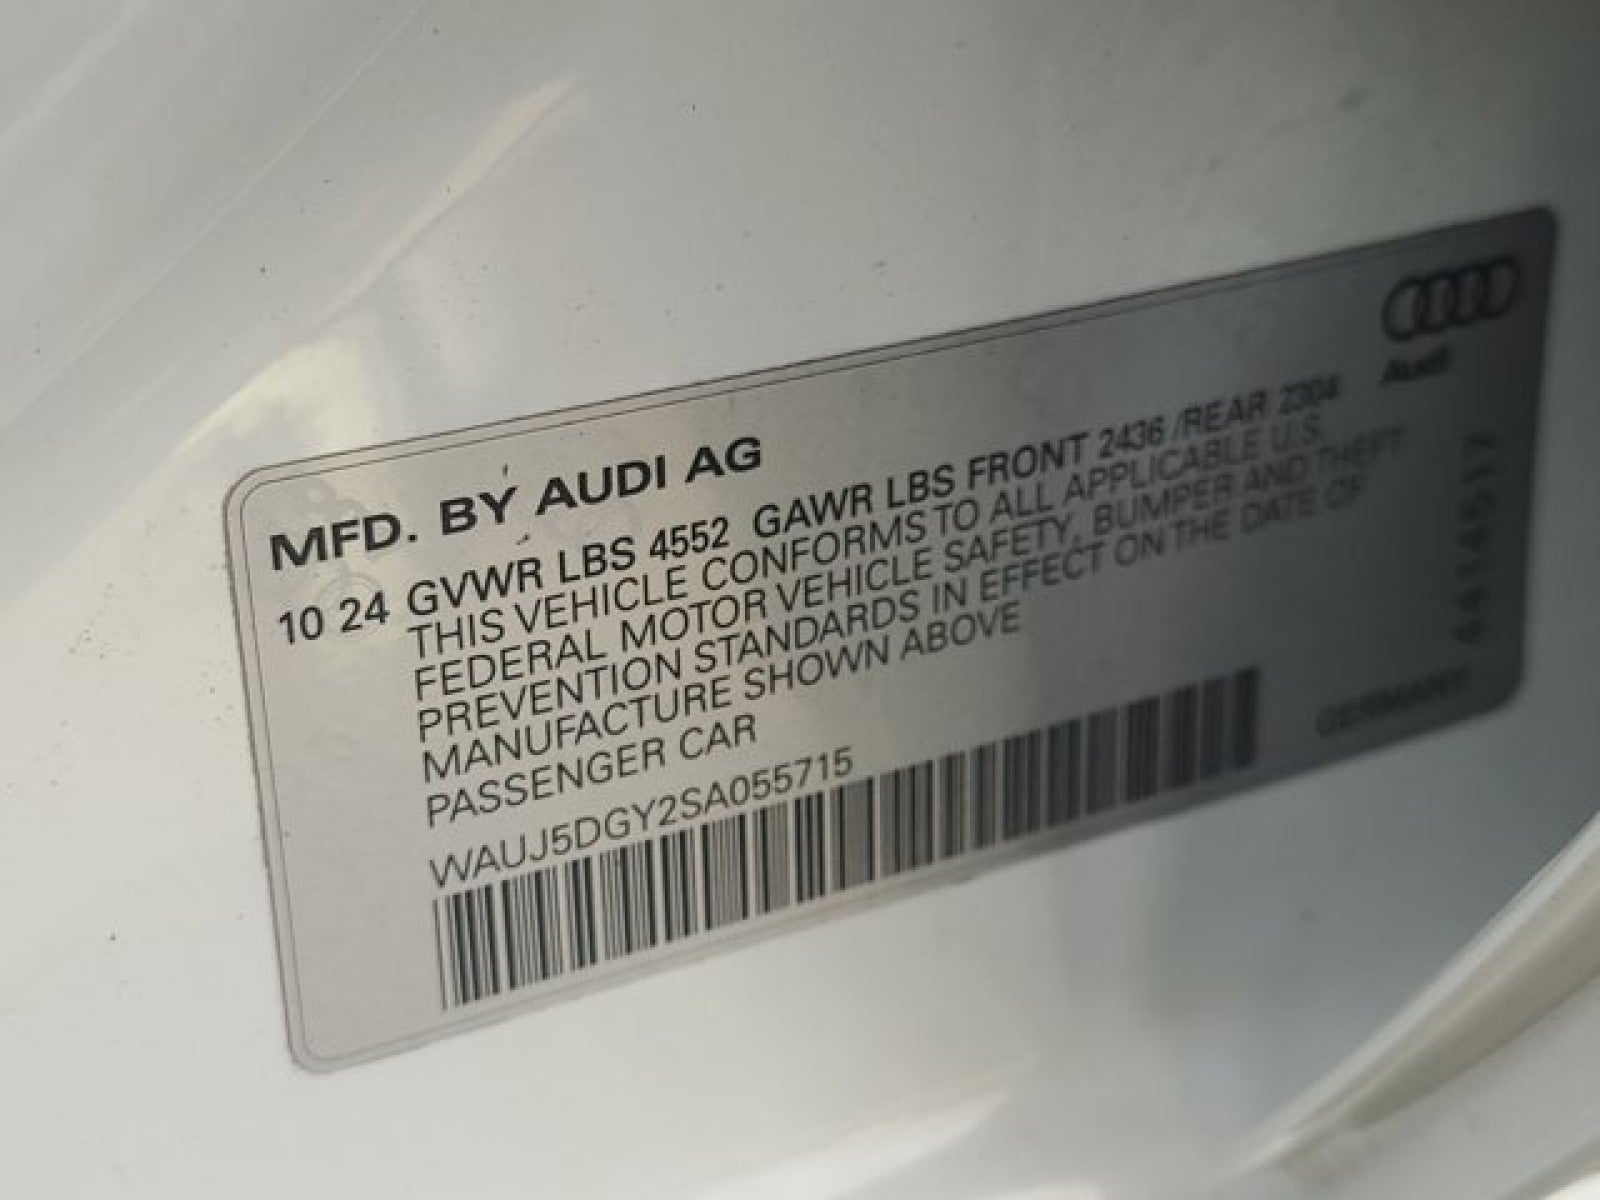 Audi
MFD. BY AUDI AG
10 24 GVWR LBS 4552 GAWR LBS FRONT 2436 /REAR 2304
THIS VEHICLE CONFORMS TO ALL APPLICABLE U.S.
FEDERAL MOTOR VEHICLE SAFETY, BUMPER AND THEFT
PREVENTION STANDARDS IN EFFECT ON THE DATE OF
MANUFACTURE SHOWN ABOVE
PASSENGER CAR
WAUJ5DGY2SA055715
GERMANY